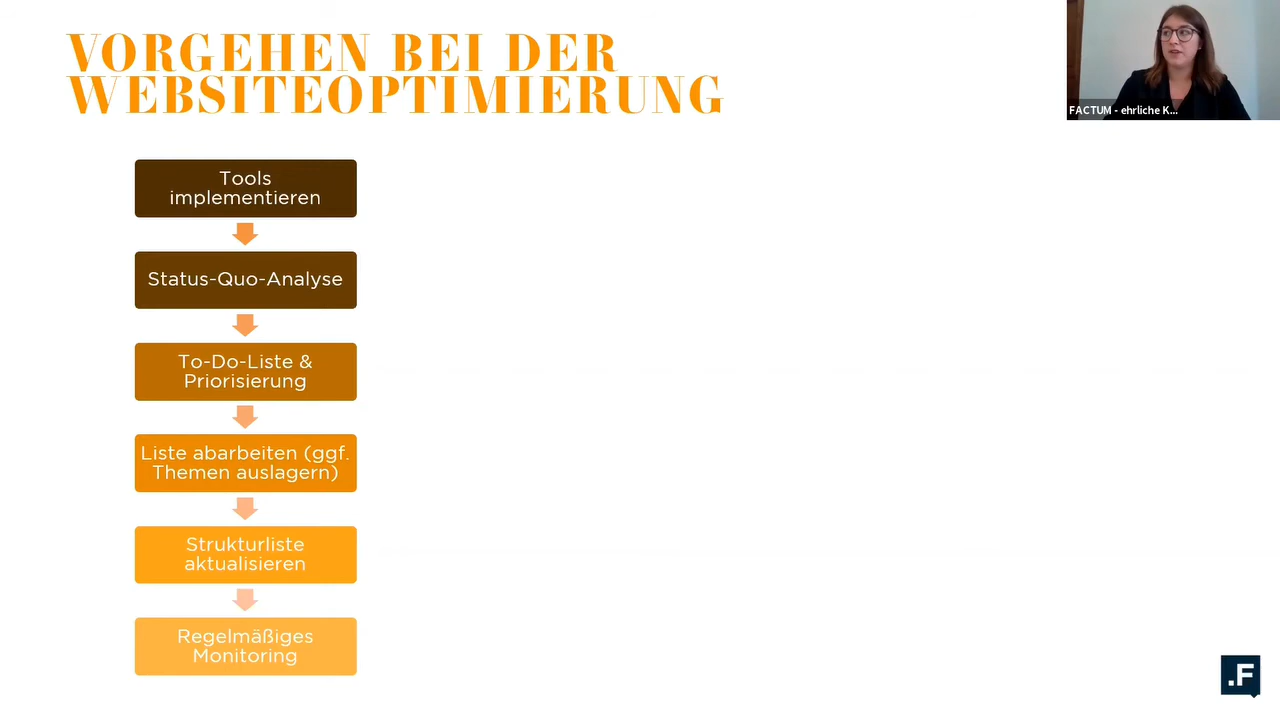 VORGEHEN BEI DER
WEBSITEOPTIMIERUNG
FACTUM - ehrliche K...
Tools
implementieren
Status-Quo-Analyse
To-Do-Liste &
Priorisierung
Liste abarbeiten (ggf.
Themen auslagern)
Strukturliste
aktualisieren
Regelmäßiges
Monitoring
.F